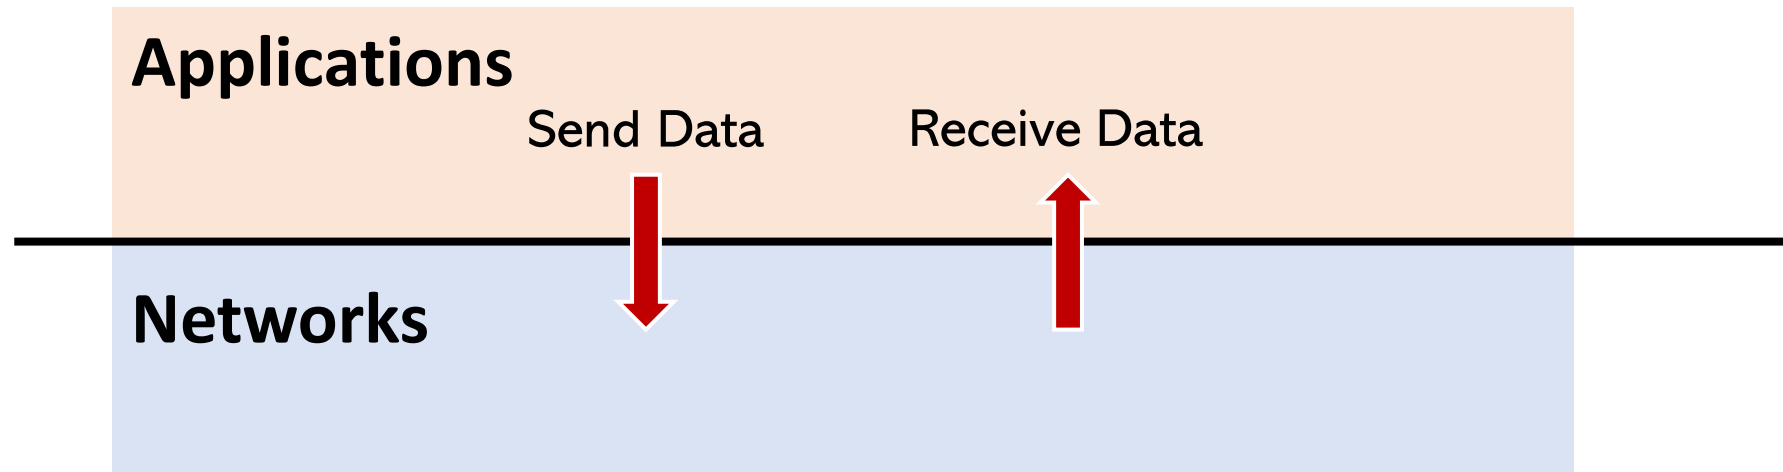 Applications
Send Data
Receive Data
Networks